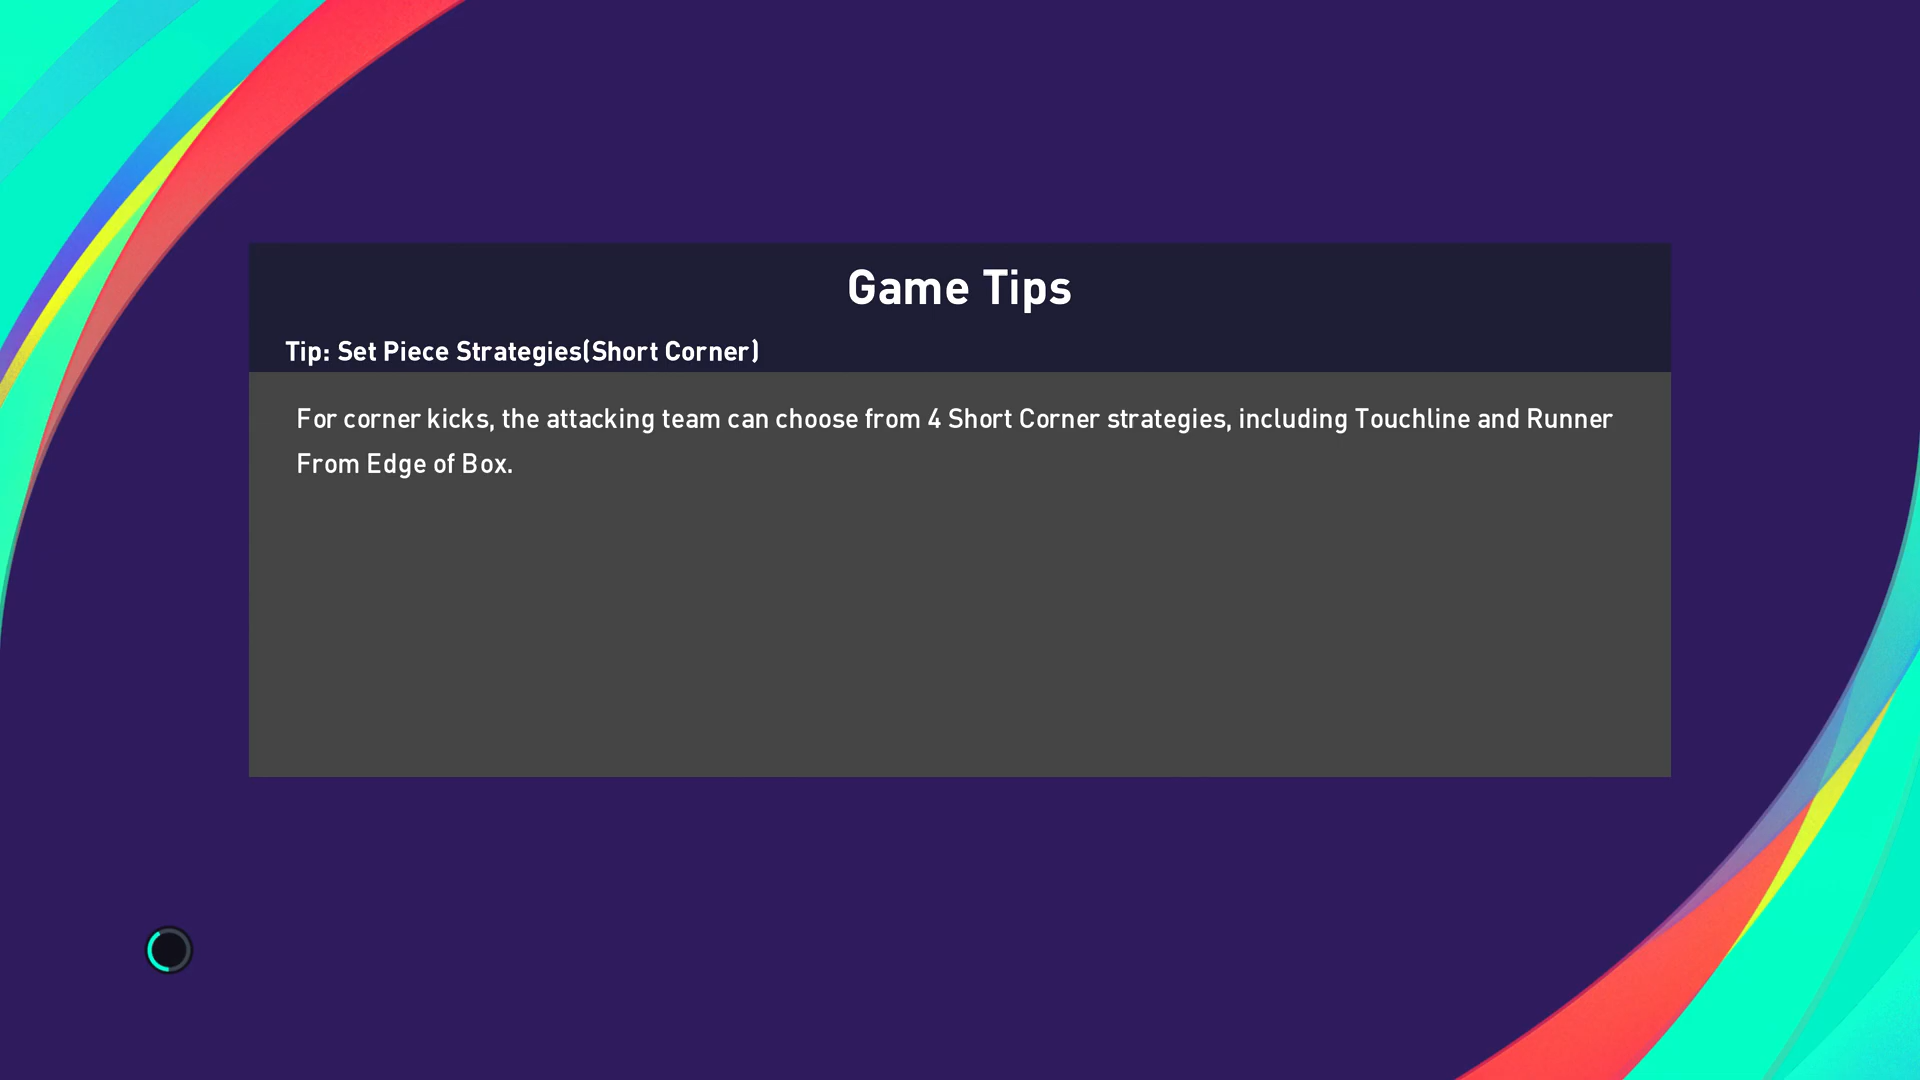 Game Tips
Tip: Set Piece Strategies(Short Corner)
For corner kicks, the attacking team can choose from 4 Short Corner strategies, including Touchline and Runner
From Edge of Box.